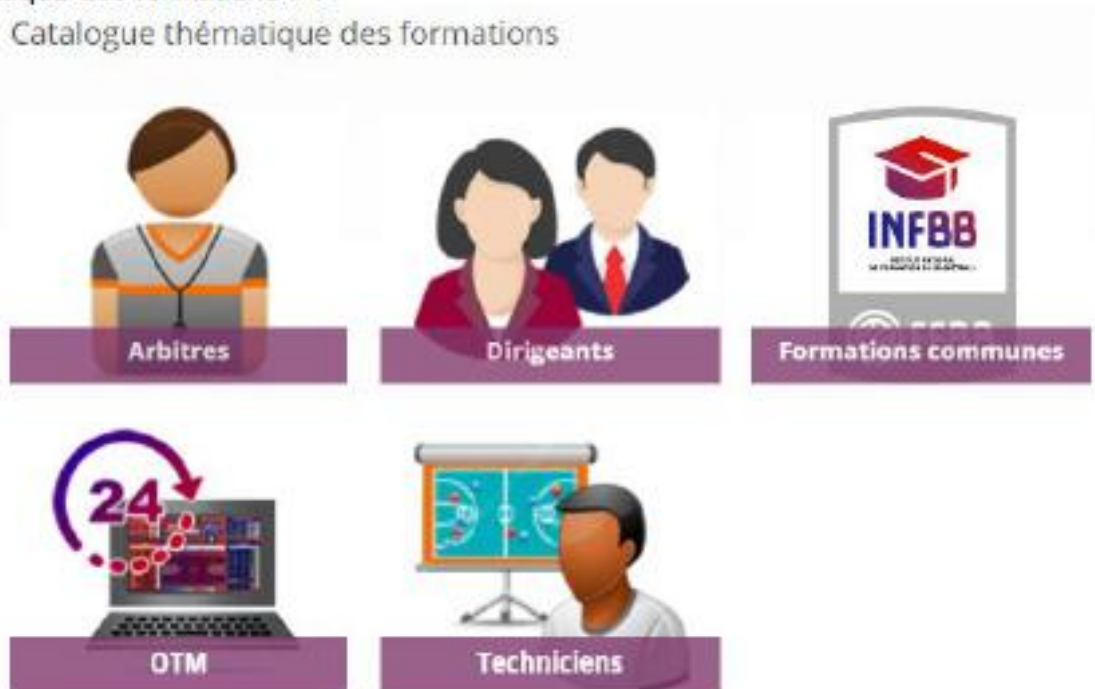 Catalogue thématique des formations
INFBB
Arbitres
Dirigeants
Formations communes
24
OTM
Techniciens